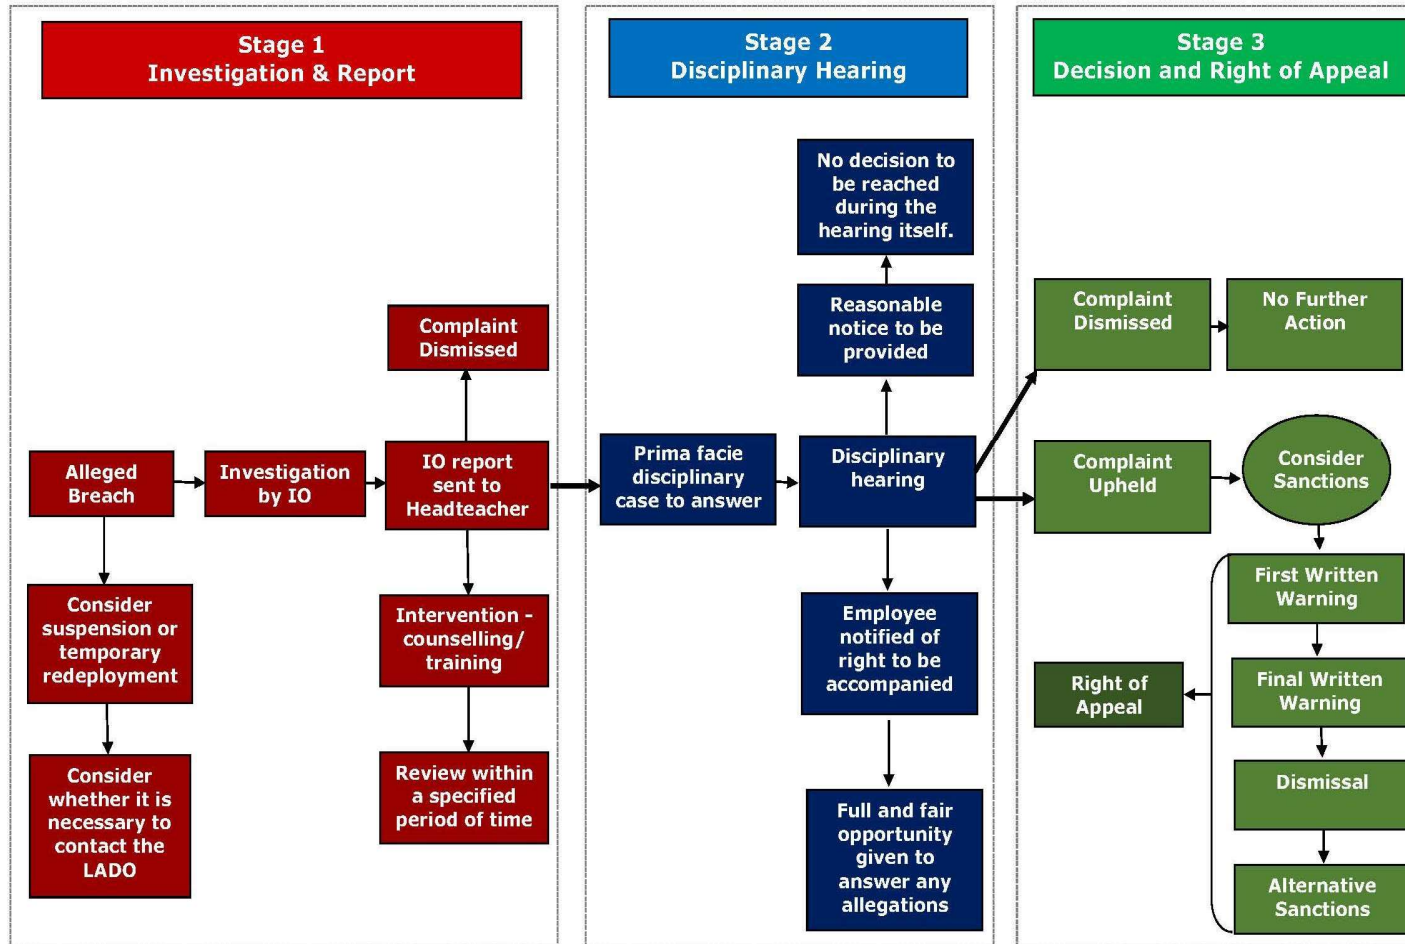 Stage 1
Investigation & Report
Alleged
Breach
Investigation
by IO
IO report
sent to
Headteacher
Complaint
Dismissed
Consider
suspension or
temporary
redeployment
Consider
whether it is
necessary to
contact the
LADO
Intervention -
counselling/
training
Review within
a specified
period of time
Stage 2
Disciplinary Hearing
No decision to
be reached
during the
hearing itself.
Reasonable
notice to be
provided
Prima facie
disciplinary
case to answer
Disciplinary
hearing
Employee
notified of
right to be
accompanied
Full and fair
opportunity
given to
answer any
allegations
Stage 3
Decision and Right of Appeal
Complaint
Dismissed
No Further
Action
Complaint
Upheld
Consider
Sanctions
First Written
Warning
Final Written
Warning
Right of
Appeal
Dismissal
Alternative
Sanctions